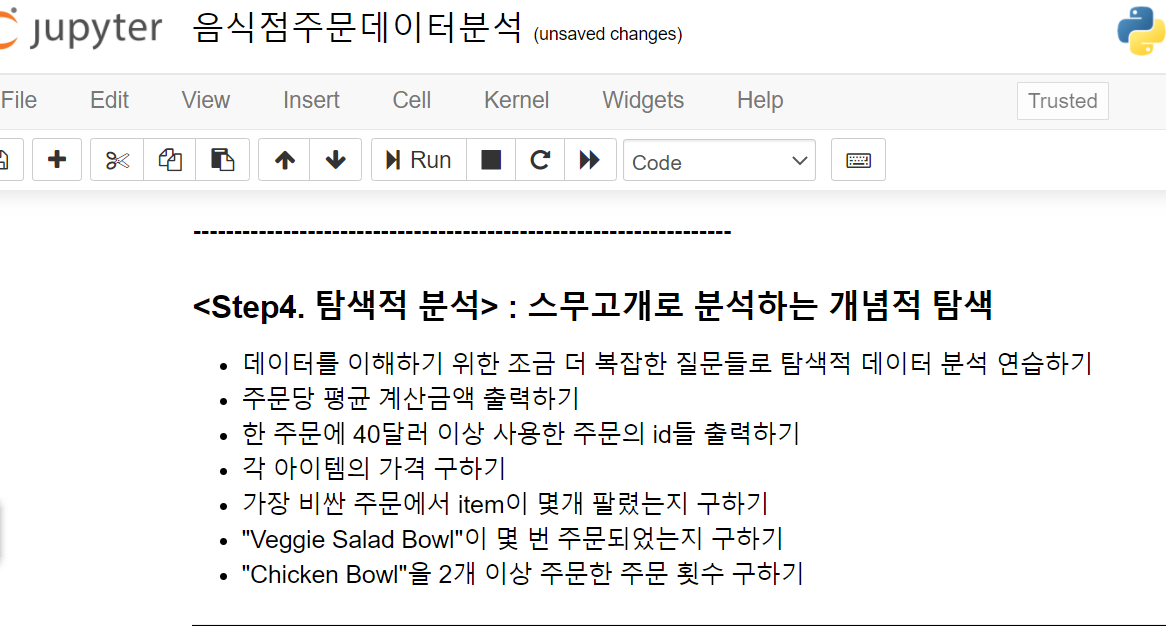 jupyter 음식점주문데이터분석 (unsaved changes)
File Edit View Insert Cell Kernel Widgets Help Trusted
Run Code
------------------------------------------------------------------
<Step4. 탐색적 분석> : 스무고개로 분석하는 개념적 탐색
• 데이터를 이해하기 위한 조금 더 복잡한 질문들로 탐색적 데이터 분석 연습하기
• 주문당 평균 계산금액 출력하기
• 한 주문에 40달러 이상 사용한 주문의 id들 출력하기
• 각 아이템의 가격 구하기
• 가장 비싼 주문에서 item이 몇개 팔렸는지 구하기
• "Veggie Salad Bowl"이 몇 번 주문되었는지 구하기
• "Chicken Bowl"을 2개 이상 주문한 주문 횟수 구하기